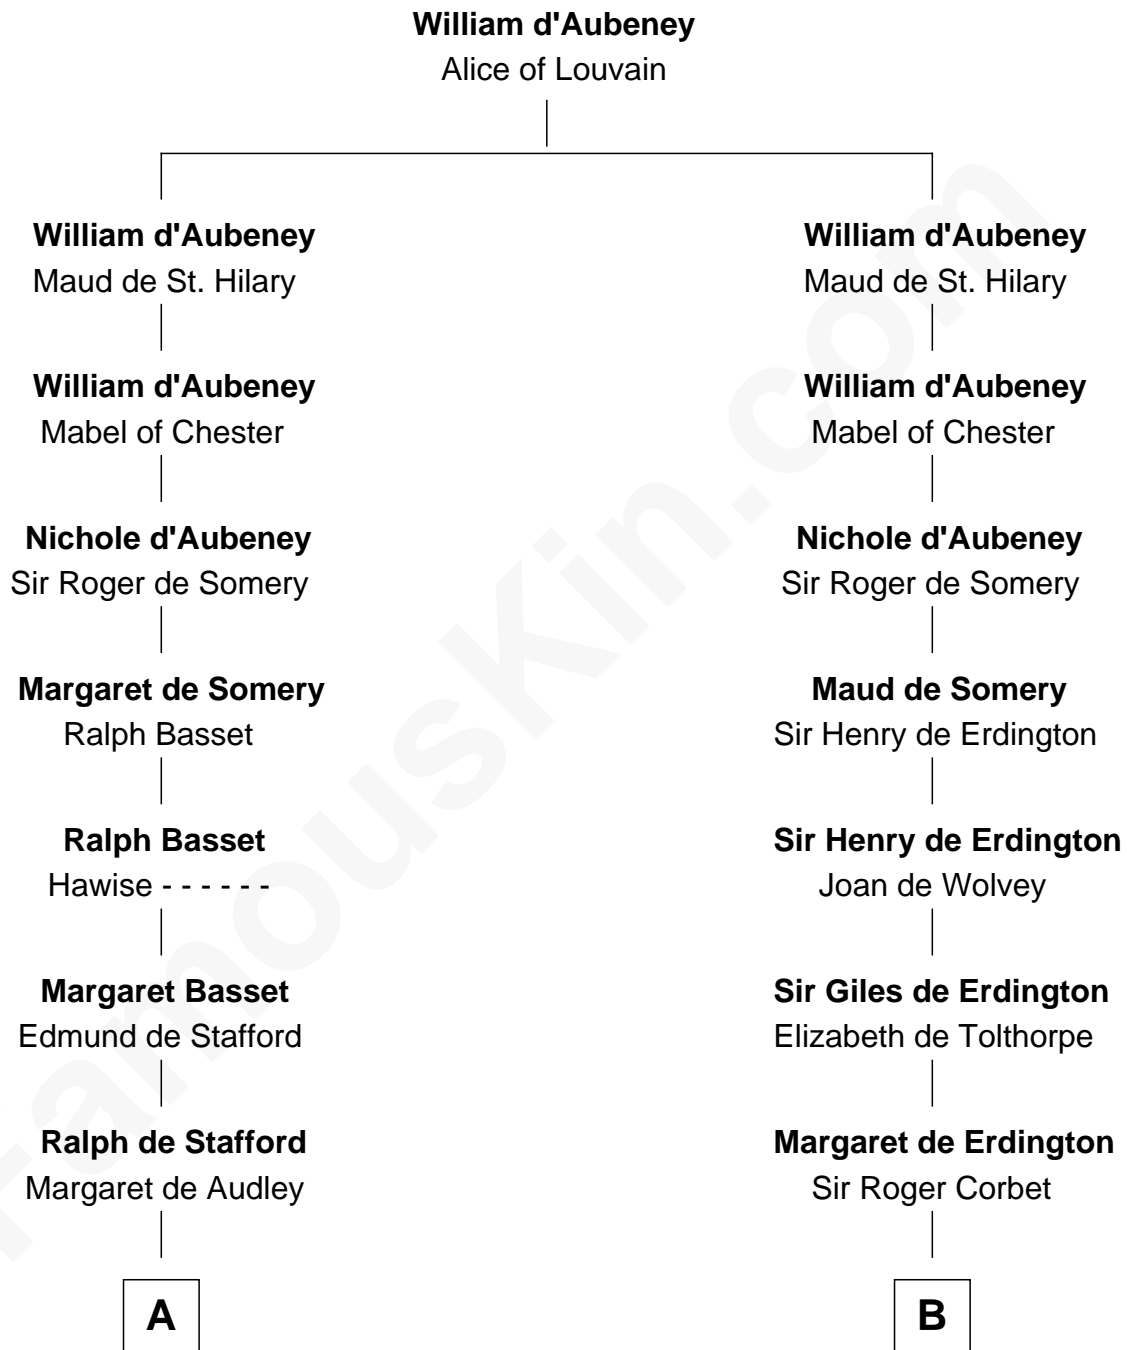 William d'Aubeney
Alice of Louvain
William d'Aubeney
Maud de St. Hilary
William d'Aubeney
Maud de St. Hilary
William d'Aubeney
Mabel of Chester
William d'Aubeney
Mabel of Chester
Nichole d'Aubeney
Sir Roger de Somery
Nichole d'Aubeney
Sir Roger de Somery
Margaret de Somery
Ralph Basset
Maud de Somery
Sir Henry de Erdington
Ralph Basset
Hawise - - - - - -
Sir Henry de Erdington
Joan de Wolvey
Margaret Basset
Edmund de Stafford
Sir Giles de Erdington
Elizabeth de Tolthorpe
Ralph de Stafford
Margaret de Audley
Margaret de Erdington
Sir Roger Corbet
A
B
FamousKin.com